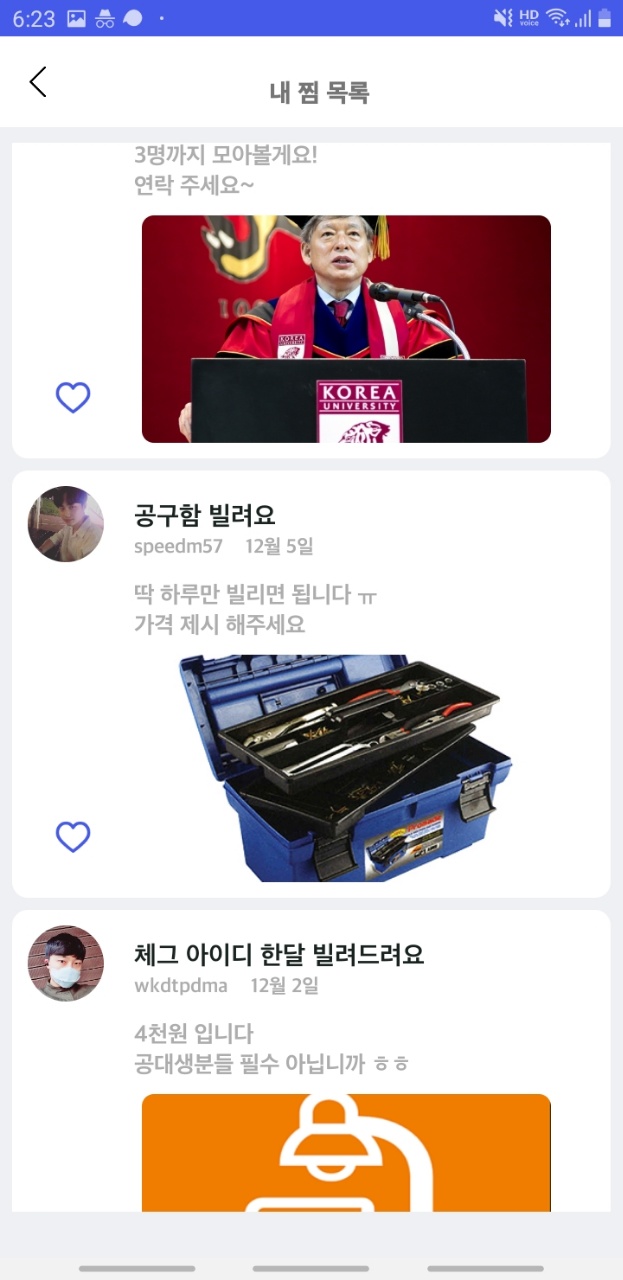 6:23
HD
voice
내 찜 목록
3명까지 모아볼게요!
연락 주세요~
KOREA
UNIVERSITY
공구함 빌려요
speedm57 12월 5일
딱 하루만 빌리면 됩니다 ㅠ
가격 제시 해주세요
체그 아이디 한달 빌려드려요
wkdtpdma 12월 2일
4천원 입니다
공대생분들 필수 아닙니까 ㅎㅎ